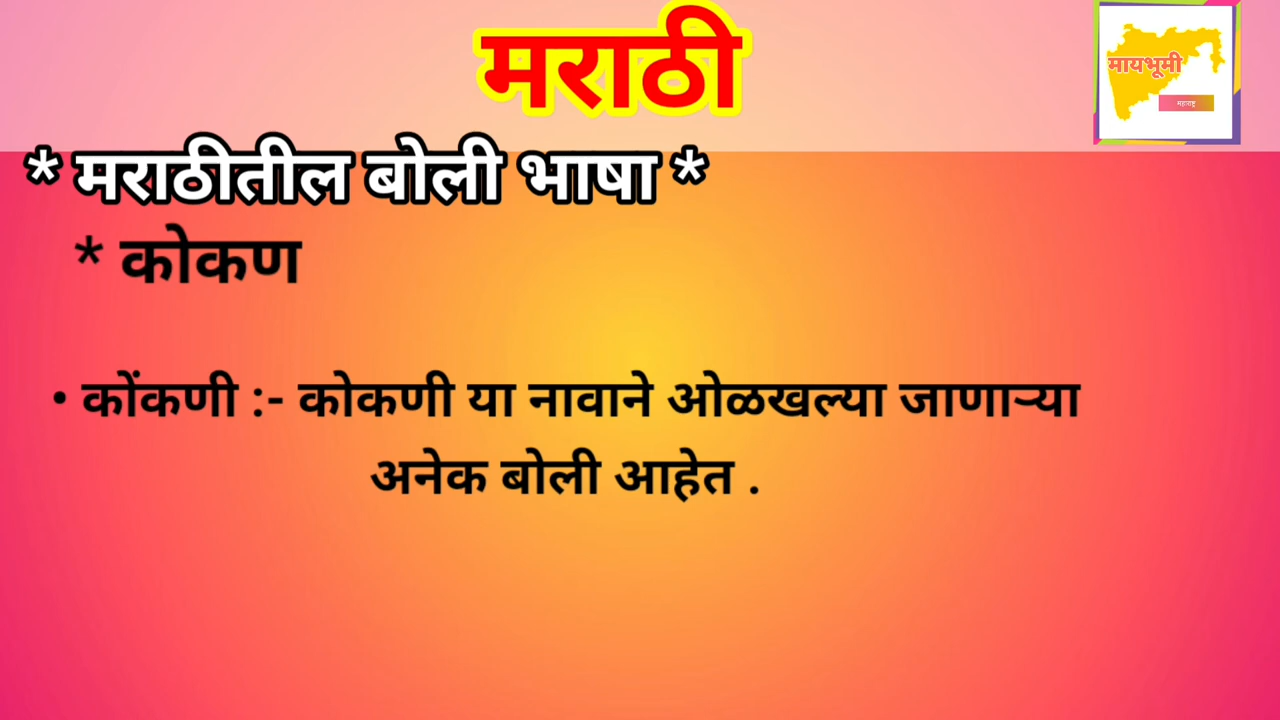 मराठी
मायभूमी
महाराष्ट्र
* मराठीतील बोली भाषा *
* कोकण
• कोंकणी :- कोकणी या नावाने ओळखल्या जाणाऱ्या
अनेक बोली आहेत .